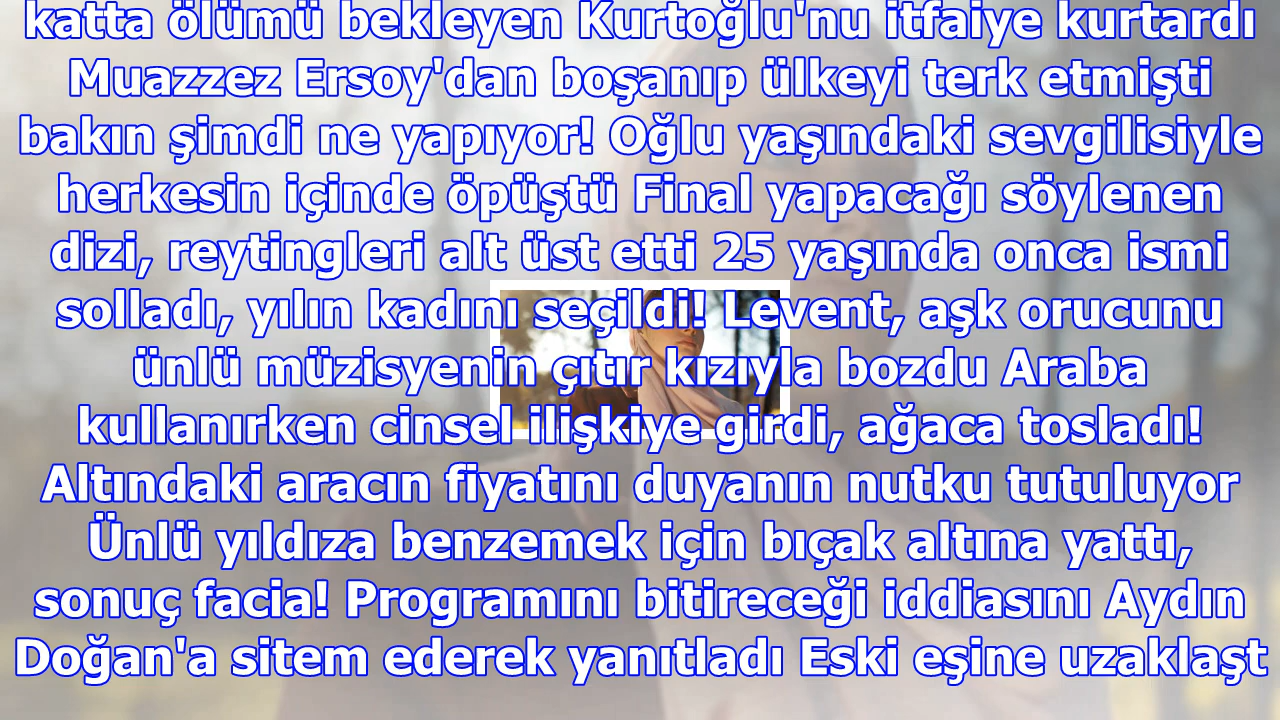 katta ölümü bekleyen Kurtoğlu'nu itfaiye kurtardı
Muazzez Ersoy'dan boşanıp ülkeyi terk etmişti
bakın şimdi ne yapıyor! Oğlu yaşındaki sevgilisiyle
herkesin içinde öpüştü Final yapacağı söylenen
dizi, reytingleri alt üst etti 25 yaşında onca ismi
solladı, yılın kadını seçildi! Levent, aşk orucunu
ünlü müzisyenin çıtır kızıyla bozdu Araba
kullanırken cinsel ilişkiye girdi, ağaca tosladı!
Altındaki aracın fiyatını duyanın nutku tutuluyor
Ünlü yıldıza benzemek için bıçak altına yattı,
sonuç facia! Programını bitireceği iddiasını Aydın
Doğan'a sitem ederek yanıtladı Eski eşine uzaklaşt